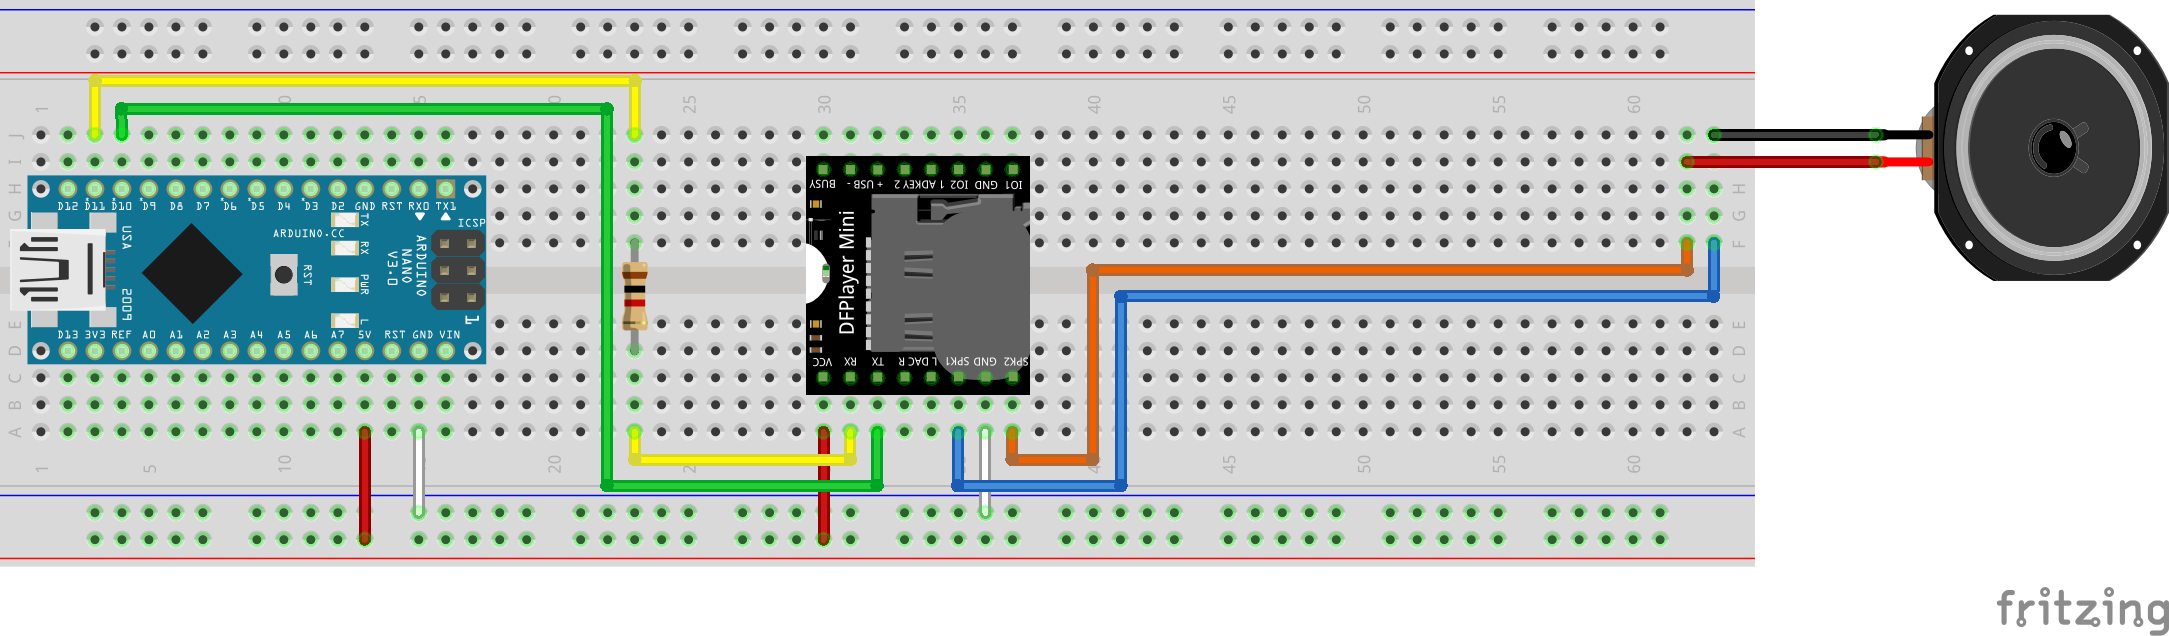 1 10 15 20 25 30 35 40 45 50 55 60
J
I
H H
G G
F
E E
D D
C C
B B
A A
D12 D11 D10 D9 D8 D7 D6 D5 D4 D3 D2 GND RST RX0 TX1
TX
RX
PWR
L
ICSP
USA
2009
ARDUINO.CC
RST
ARDUINO
NANO
V3.0
1
D13 3V3 REF A0 A1 A2 A3 A4 A5 A6 A7 5V RST GND VIN
BUSY - USB + ADKEY 2 ADKEY 1 IO2 GND IO1
DFPlayer Mini
VCC RX TX DAC R DAC L SPK1 GND SPK2
1 5 10 20 25 40 45 50 55 60
fritzing